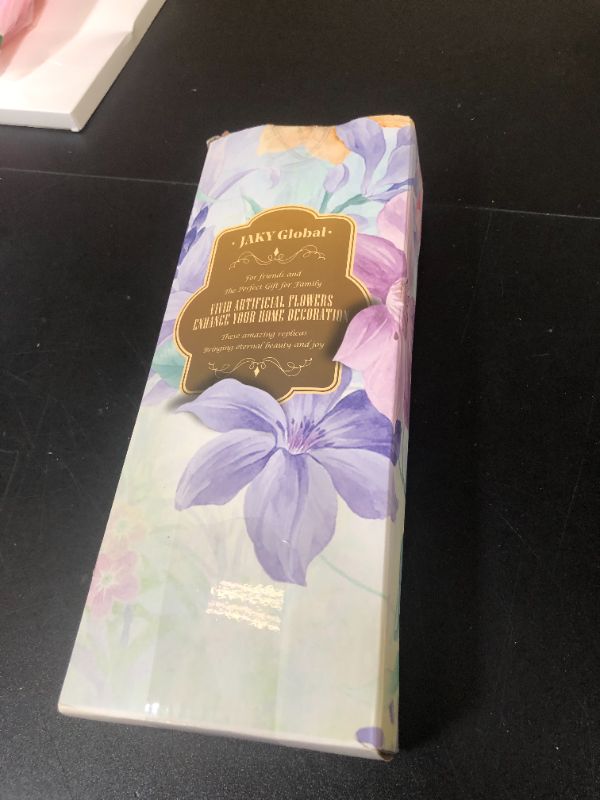 · JAKY Global ·
For friends and
the Perfect Gift for Family
VIVID ARTIFICIAL FLOWERS
ENHANCE YOUR HOME DECORATION
These amazing replicas
Bringing eternal beauty and joy